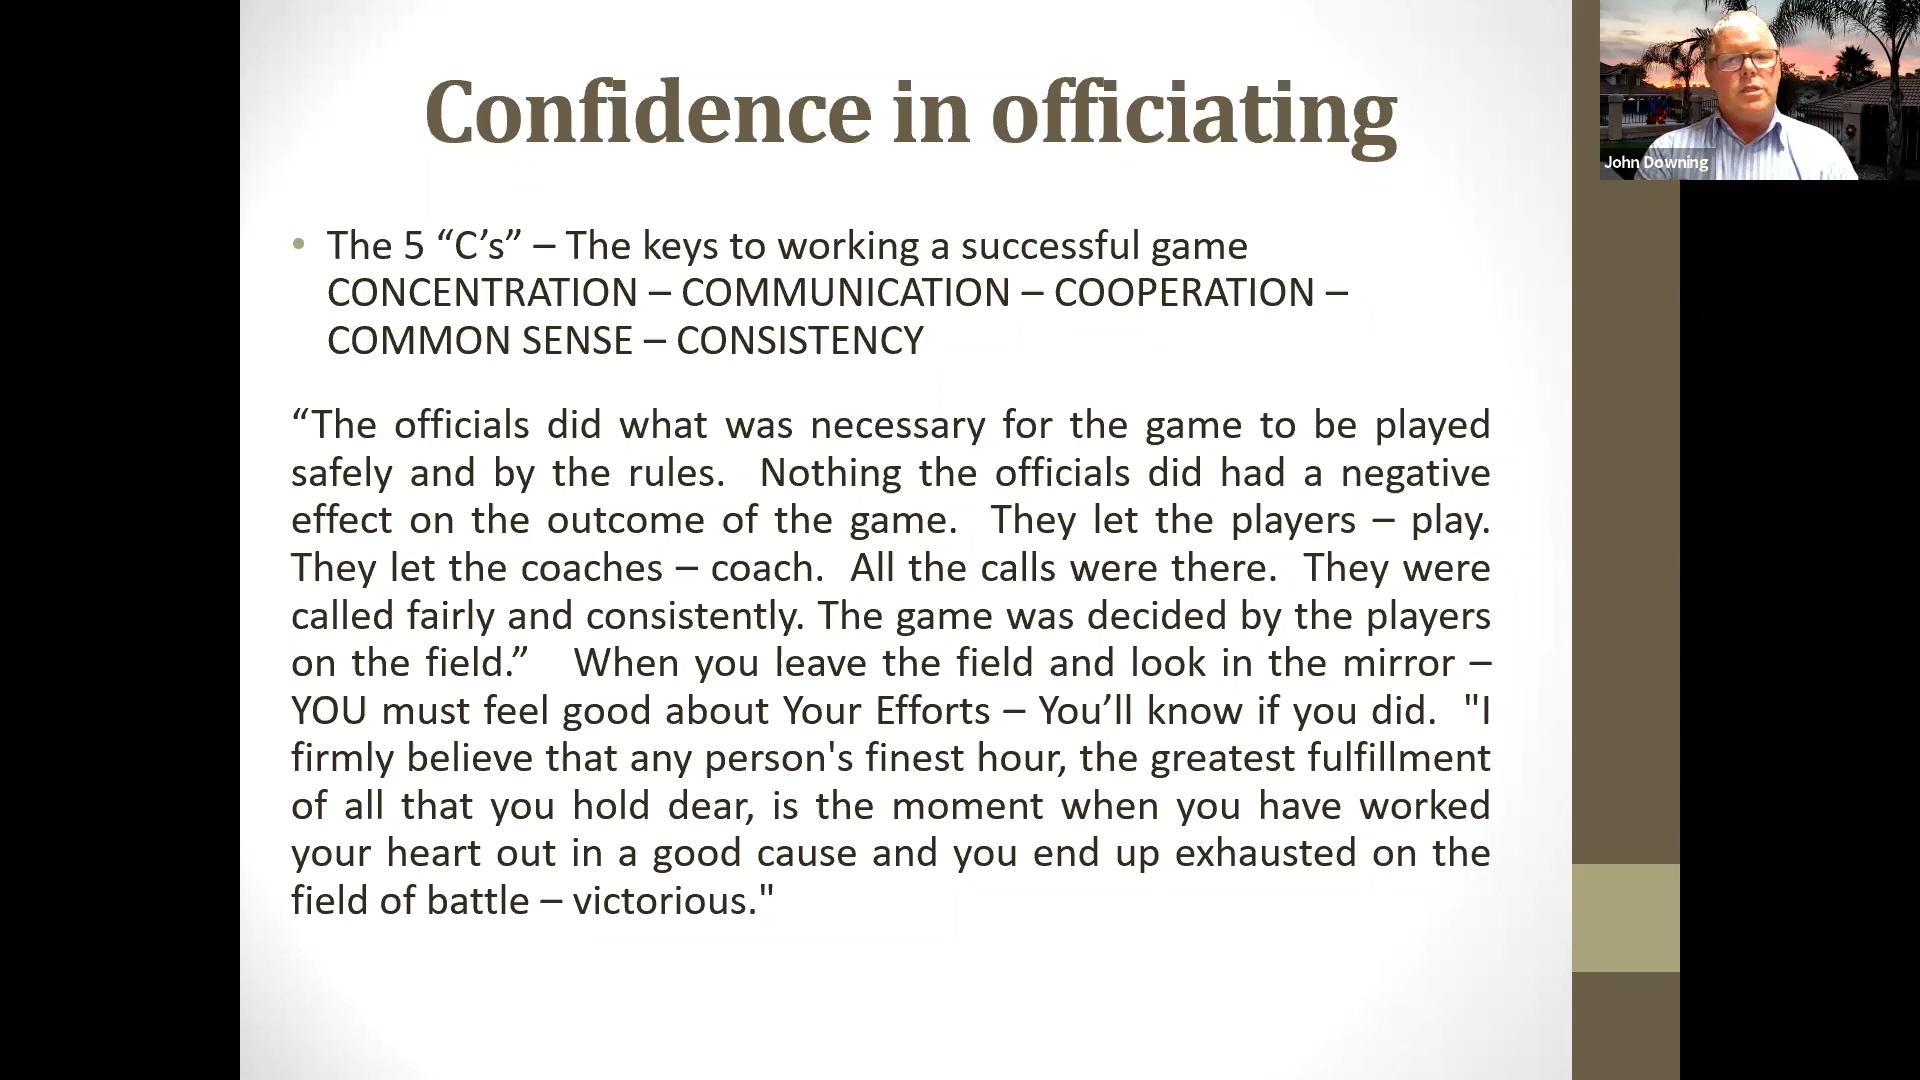 Confidence in officiating
John Downing
• The 5 “C’s” – The keys to working a successful game
CONCENTRATION – COMMUNICATION – COOPERATION –
COMMON SENSE – CONSISTENCY
“The officials did what was necessary for the game to be played
safely and by the rules.  Nothing the officials did had a negative
effect on the outcome of the game.  They let the players – play.
They let the coaches – coach.  All the calls were there.  They were
called fairly and consistently. The game was decided by the players
on the field.”   When you leave the field and look in the mirror –
YOU must feel good about Your Efforts – You’ll know if you did.  "I
firmly believe that any person's finest hour, the greatest fulfillment
of all that you hold dear, is the moment when you have worked
your heart out in a good cause and you end up exhausted on the
field of battle – victorious."